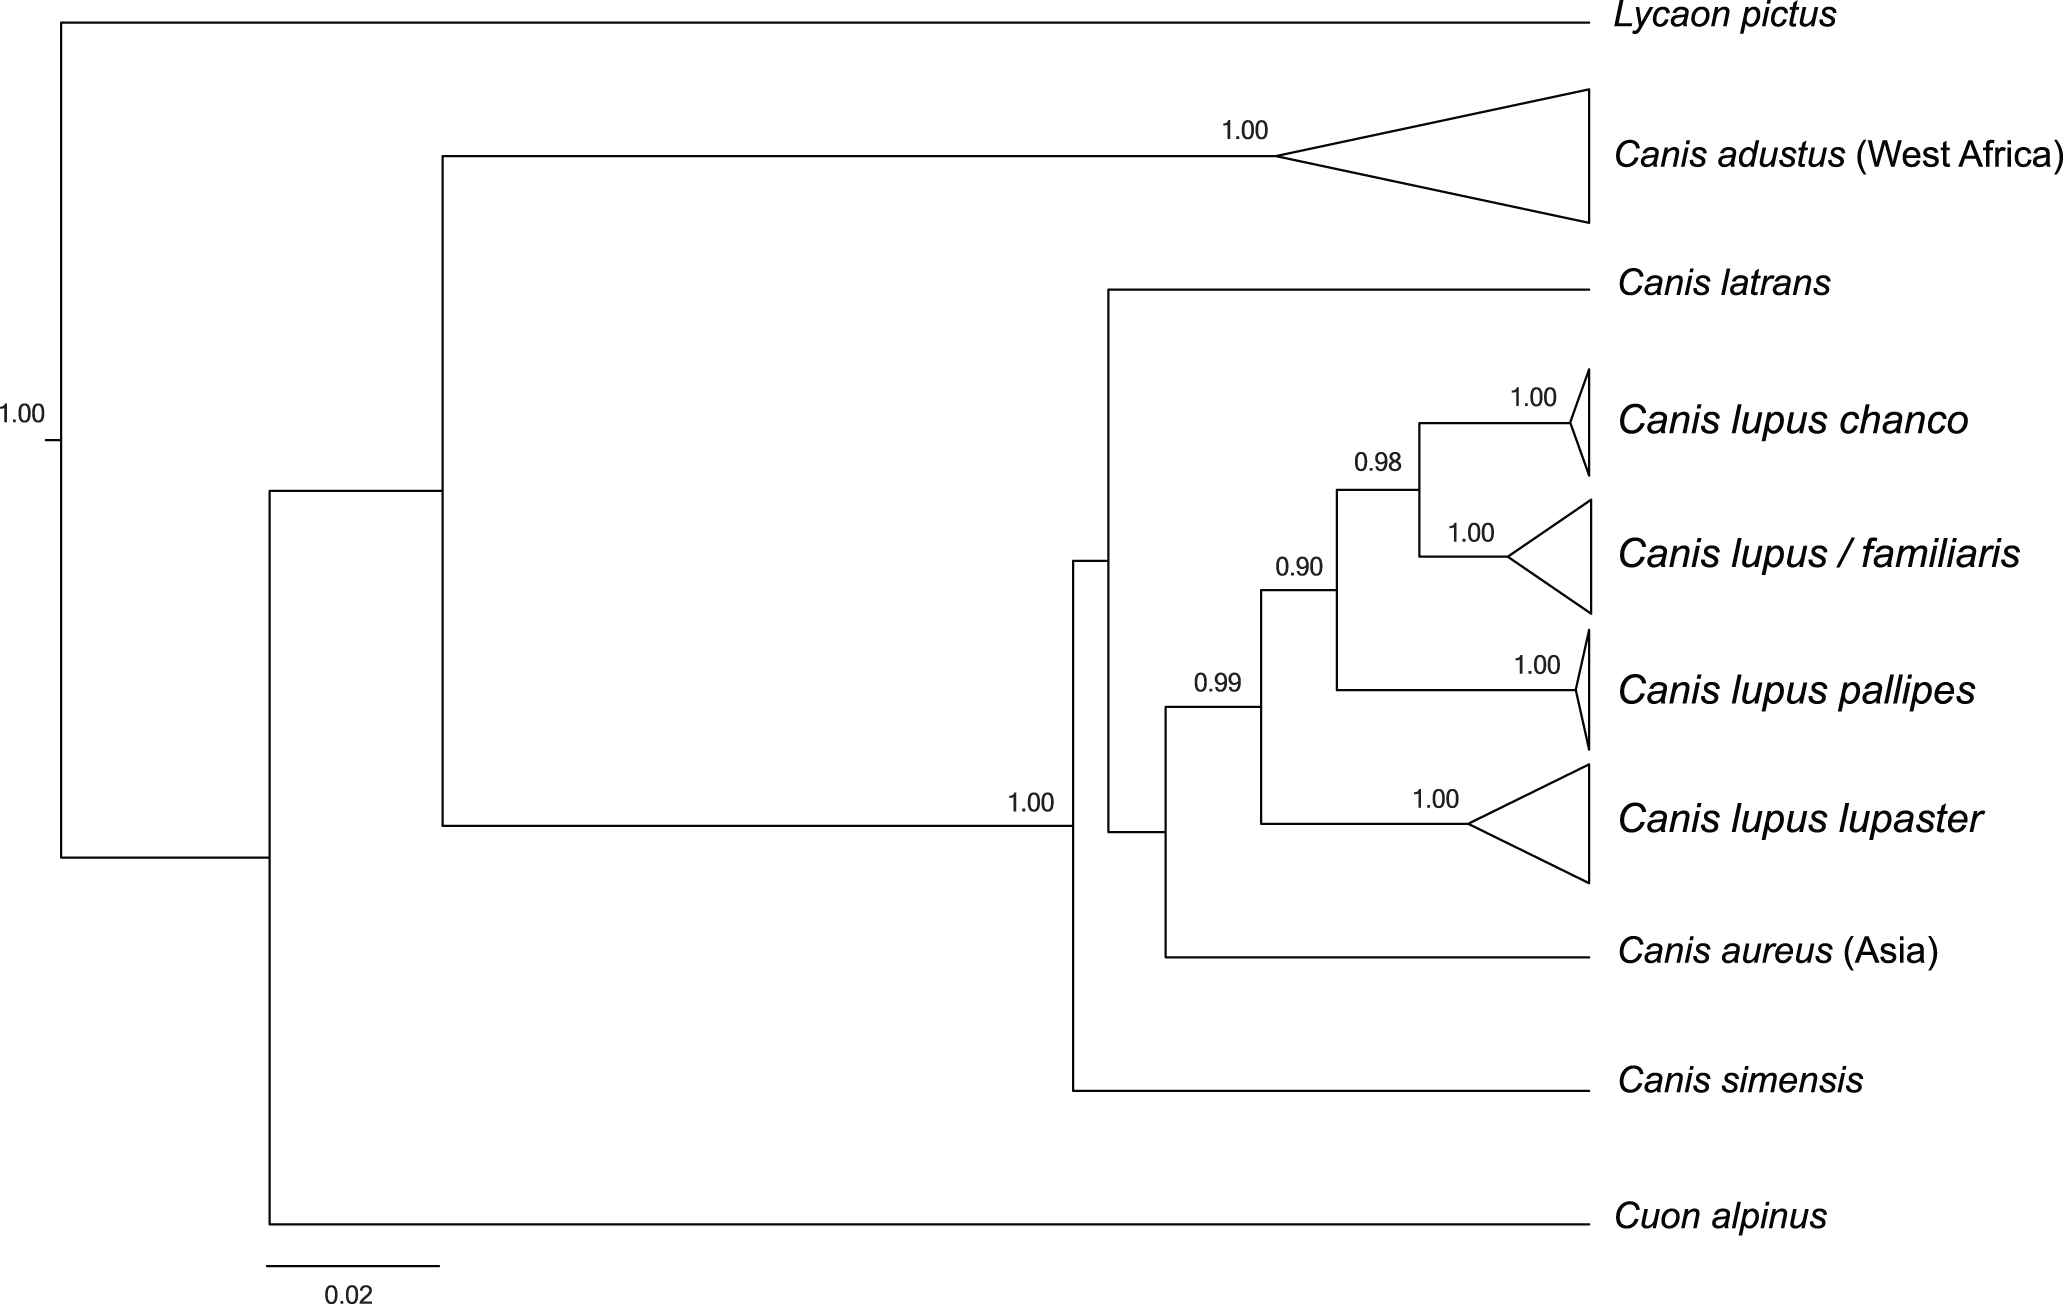 Lycaon pictus
1.00
Canis adustus (West Africa)
Canis latrans
1.00
1.00
Canis lupus chanco
0.98
1.00
Canis lupus / familiaris
0.90
1.00
Canis lupus pallipes
0.99
1.00
1.00
Canis lupus lupaster
Canis aureus (Asia)
Canis simensis
Cuon alpinus
0.02